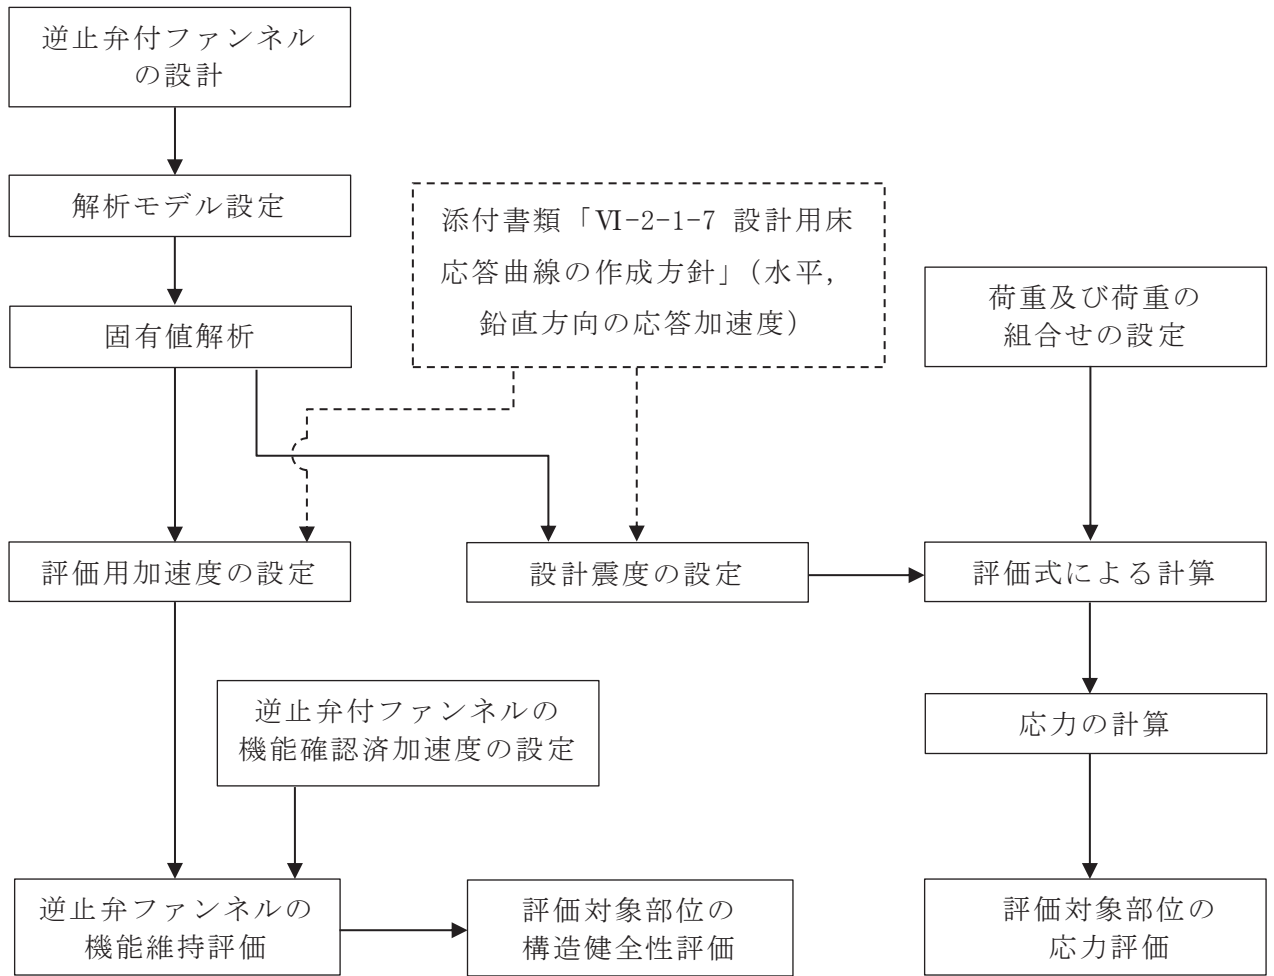 逆止弁付ファンネル
の設計
解析モデル設定
固有値解析
添付書類「Ⅵ-2-1-7 設計用床
応答曲線の作成方針」（水平，
鉛直方向の応答加速度）
荷重及び荷重の
組合せの設定
評価用加速度の設定
設計震度の設定
評価式による計算
逆止弁付ファンネルの
機能確認済加速度の設定
応力の計算
逆止弁ファンネルの
機能維持評価
評価対象部位の
構造健全性評価
評価対象部位の
応力評価